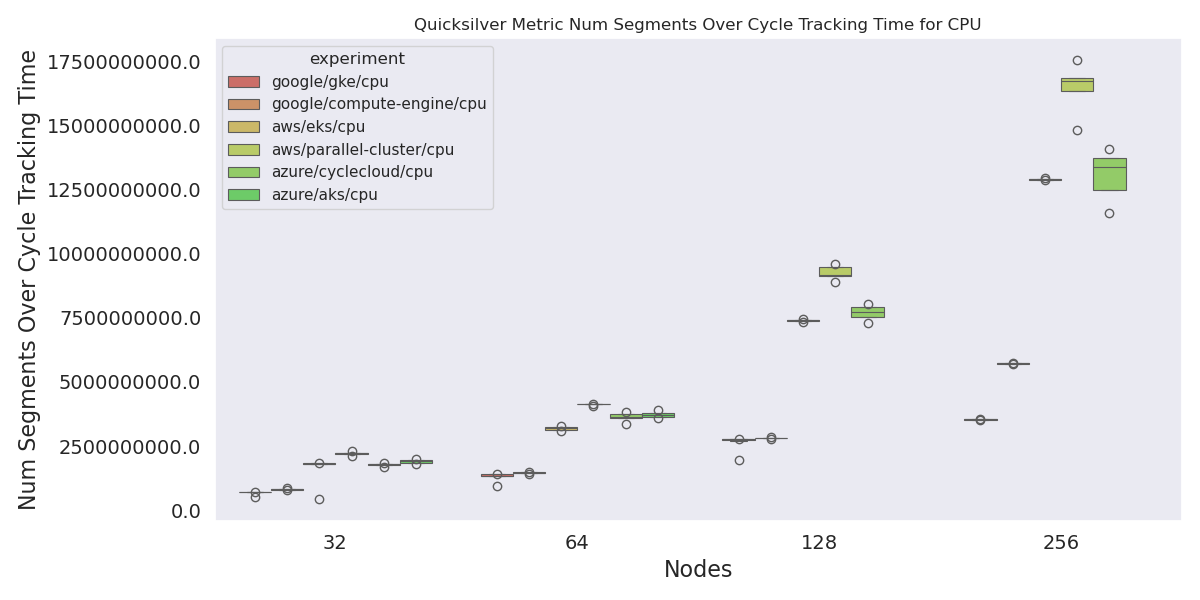 Quicksilver Metric Num Segments Over Cycle Tracking Time for CPU
Num Segments Over Cycle Tracking Time
17500000000.0
15000000000.0
12500000000.0
10000000000.0
7500000000.0
5000000000.0
2500000000.0
0.0
experiment
google/gke/cpu
google/compute-engine/cpu
aws/eks/cpu
aws/parallel-cluster/cpu
azure/cyclecloud/cpu
azure/aks/cpu
32
64
128
256
Nodes